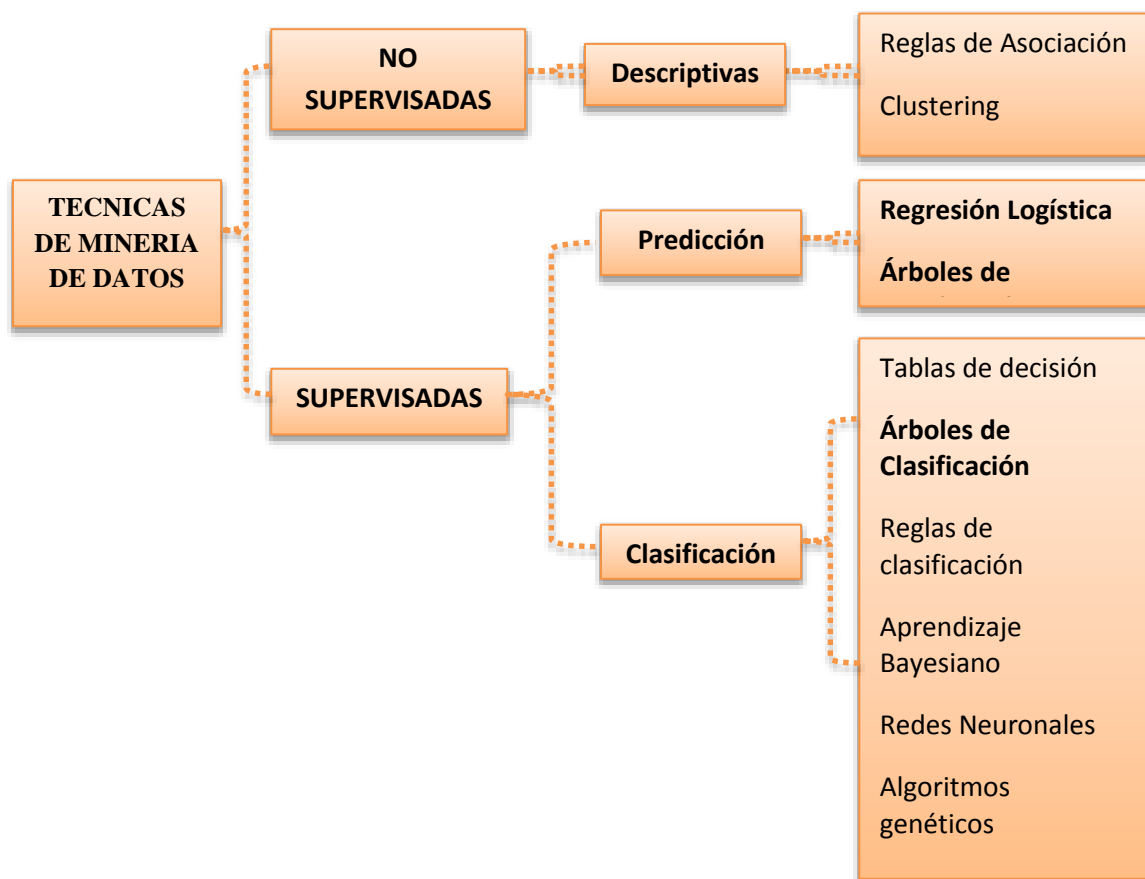 TECNICAS
DE MINERIA
DE DATOS
NO
SUPERVISADAS
Descriptivas
Reglas de Asociación
Clustering
SUPERVISADAS
Predicción
Regresión Logística
Árboles de
Clasificación
Tablas de decisión
Árboles de
Clasificación
Reglas de
clasificación
Aprendizaje
Bayesiano
Redes Neuronales
Algoritmos
genéticos